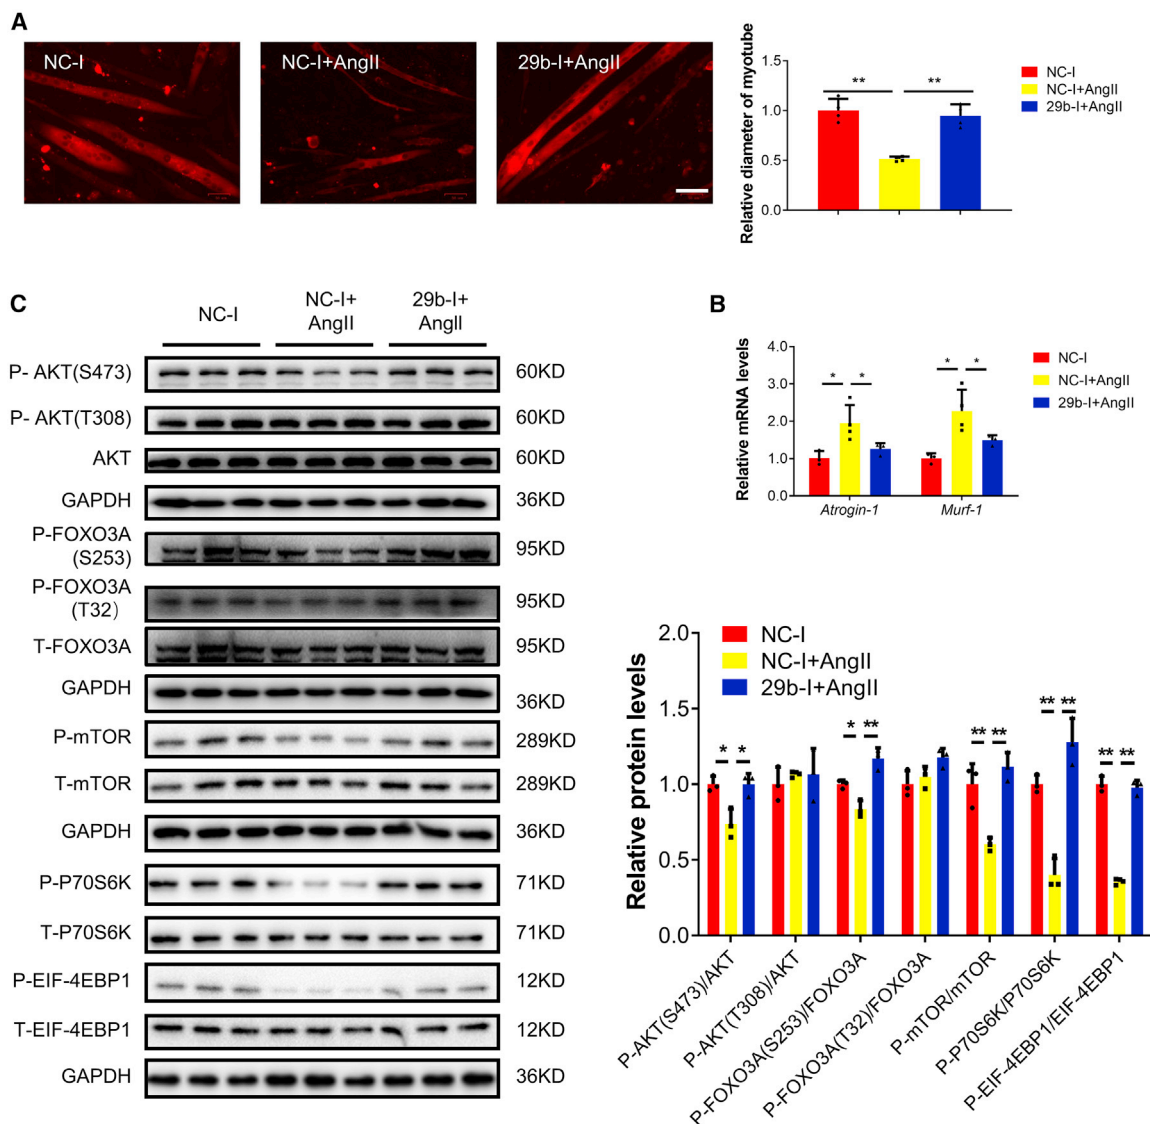 A
NC-I
NC-I+AngII
29b-I+AngII
Relative diameter of myotube
1.5
1.0
0.5
0.0
**
**
NC-I
NC-I+AngII
29b-I+AngII
C
NC-I
NC-I+
AngII
29b-I+
AngII
P- AKT(S473)
60KD
P- AKT(T308)
60KD
AKT
60KD
GAPDH
36KD
P-FOXO3A
(S253)
95KD
P-FOXO3A
(T32)
95KD
T-FOXO3A
95KD
GAPDH
36KD
P-mTOR
289KD
T-mTOR
289KD
GAPDH
36KD
P-P70S6K
71KD
T-P70S6K
71KD
P-EIF-4EBP1
12KD
T-EIF-4EBP1
12KD
GAPDH
36KD
B
Relative mRNA levels
4.0
3.0
2.0
1.0
0.0
*
*
*
*
Atrogin-1
Murf-1
NC-I
NC-I+AngII
29b-I+AngII
Relative protein levels
2.0
1.5
1.0
0.5
0.0
NC-I
NC-I+AngII
29b-I+AngII
*
*
*
**
**
**
**
**
**
**
P-AKT(S473)/AKT
P-AKT(T308)/AKT
P-FOXO3A(S253)/FOXO3A
P-FOXO3A(T32)/FOXO3A
P-mTOR/mTOR
P-P70S6K/P70S6K
P-EIF-4EBP1/EIF-4EBP1